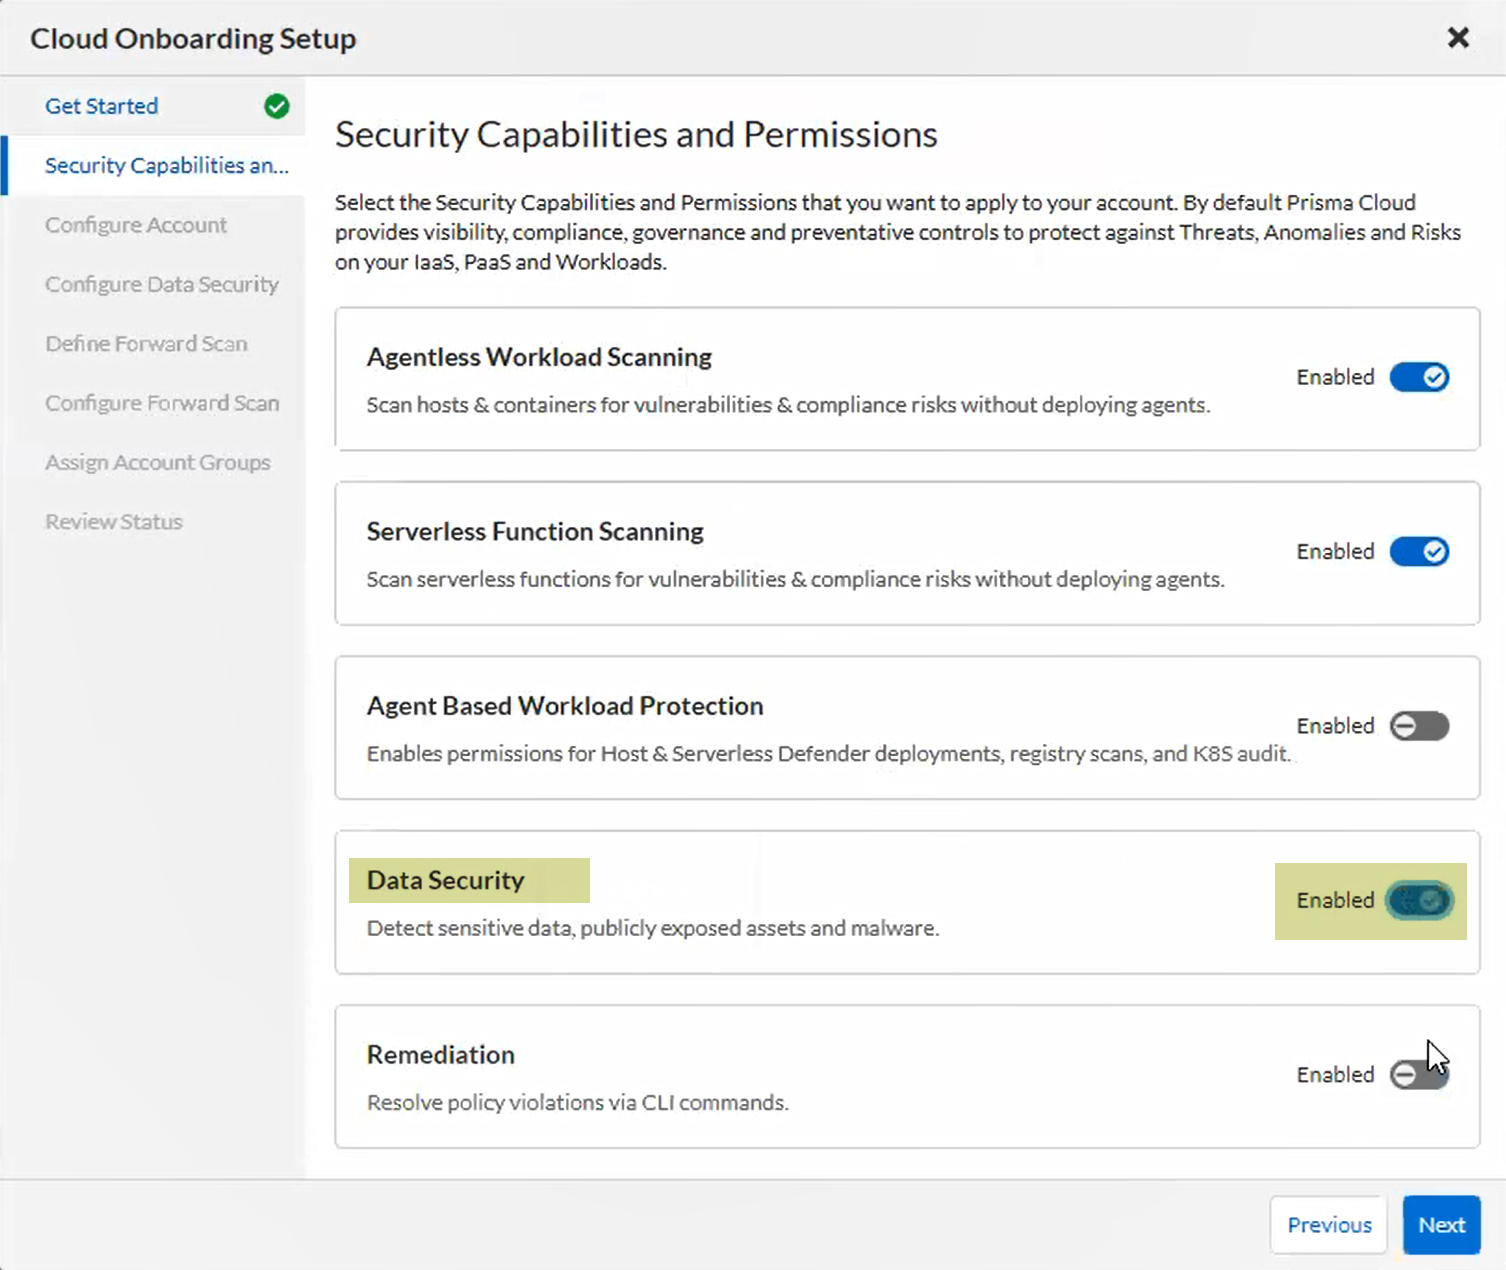 Cloud Onboarding Setup
Get Started
Security Capabilities an...
Configure Account
Configure Data Security
Define Forward Scan
Configure Forward Scan
Assign Account Groups
Review Status
Security Capabilities and Permissions
Select the Security Capabilities and Permissions that you want to apply to your account. By default Prisma Cloud
provides visibility, compliance, governance and preventative controls to protect against Threats, Anomalies and Risks
on your IaaS, PaaS and Workloads.
Agentless Workload Scanning
Enabled
Scan hosts & containers for vulnerabilities & compliance risks without deploying agents.
Serverless Function Scanning
Enabled
Scan serverless functions for vulnerabilities & compliance risks without deploying agents.
Agent Based Workload Protection
Enabled
Enables permissions for Host & Serverless Defender deployments, registry scans, and K8S audit.
Data Security
Enabled
Detect sensitive data, publicly exposed assets and malware.
Remediation
Enabled
Resolve policy violations via CLI commands.
Previous
Next